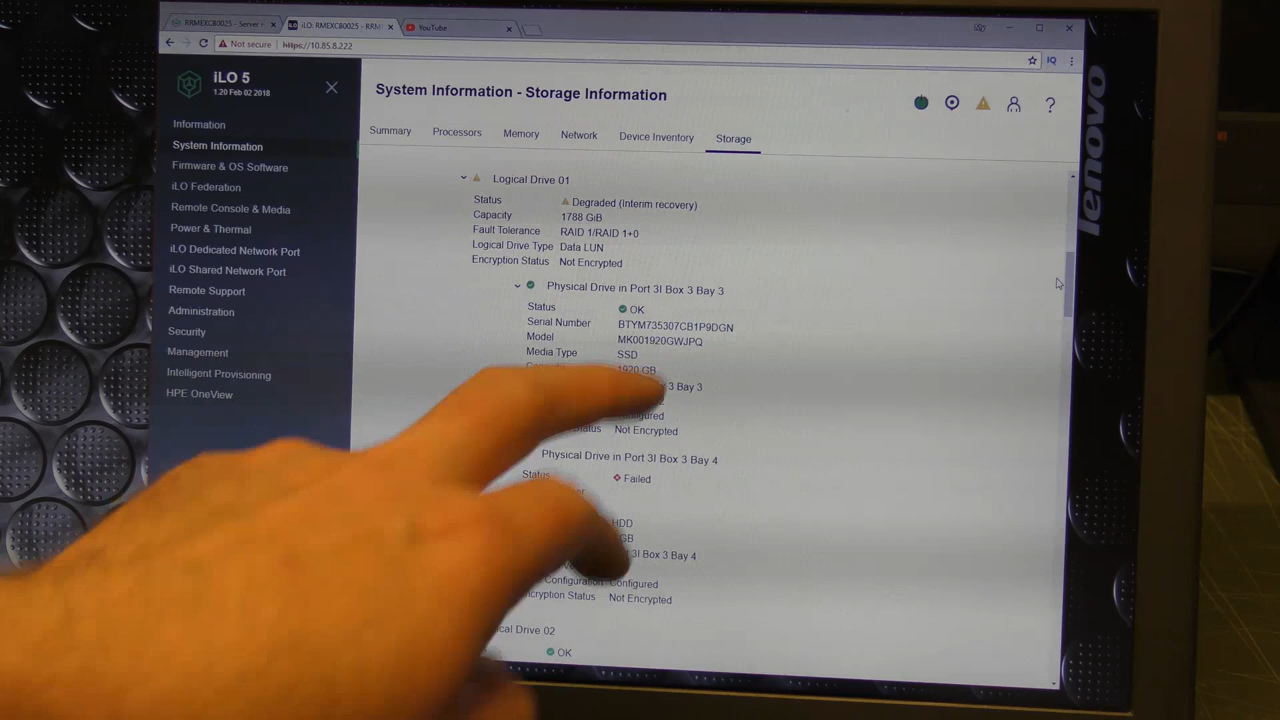 RRMEXCB0025 - Server
iLO: RMEXCB0025 - RRM
YouTube
Not secure https://10.85.8.222
iLO 5
1.20 Feb 02 2018
Information
System Information
Firmware & OS Software
iLO Federation
Remote Console & Media
Power & Thermal
iLO Dedicated Network Port
iLO Shared Network Port
Remote Support
Administration
Security
Management
Intelligent Provisioning
HPE OneView
System Information - Storage Information
Summary Processors Memory Network Device Inventory Storage
Logical Drive 01
Status Degraded (Interim recovery)
Capacity 1788 GiB
Fault Tolerance RAID 1/RAID 1+0
Logical Drive Type Data LUN
Encryption Status Not Encrypted
Physical Drive in Port 3I Box 3 Bay 3
Status OK
Serial Number BTYM735307CB1P9DGN
Model MK001920GWJPQ
Media Type SSD
1920 GB
3 Bay 3
Status Not Encrypted
Physical Drive in Port 3I Box 3 Bay 4
Status Failed
HDD
GB
3I Box 3 Bay 4
Configuration Configured
Encryption Status Not Encrypted
Drive 02
OK
lenovo